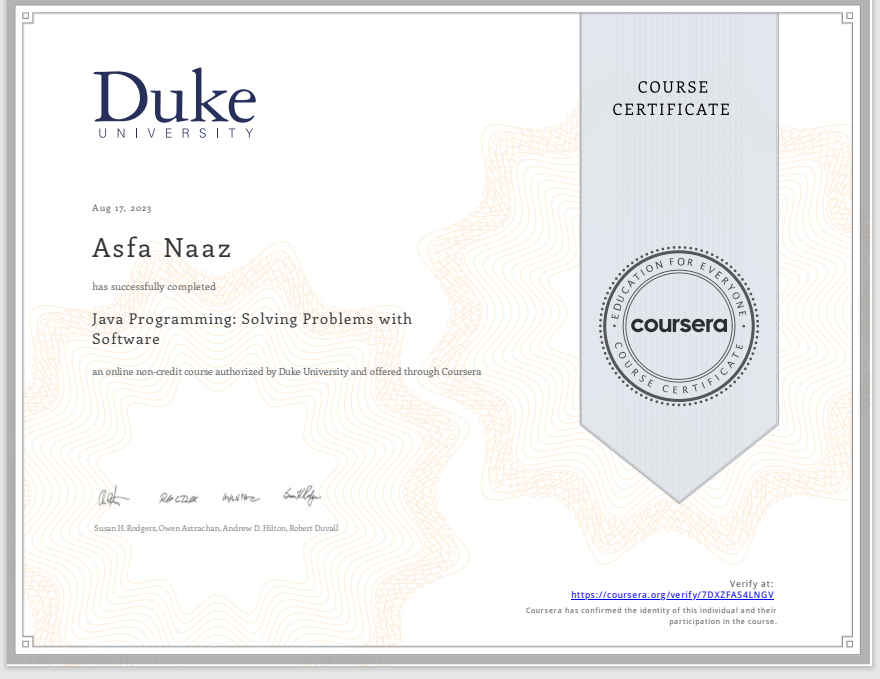 Duke
UNIVERSITY
COURSE
CERTIFICATE
Aug 17, 2023
Asfa Naaz
has successfully completed
Java Programming: Solving Problems with
Software
an online non-credit course authorized by Duke University and offered through Coursera
EDUCATION FOR EVERYONE
coursera
COURSE CERTIFICATE
Susan H. Rodgers, Owen Astrachan, Andrew D. Hilton, Robert Duvall
Verify at:
https://coursera.org/verify/7DXZFAS4LNGV
Coursera has confirmed the identity of this individual and their
participation in the course.